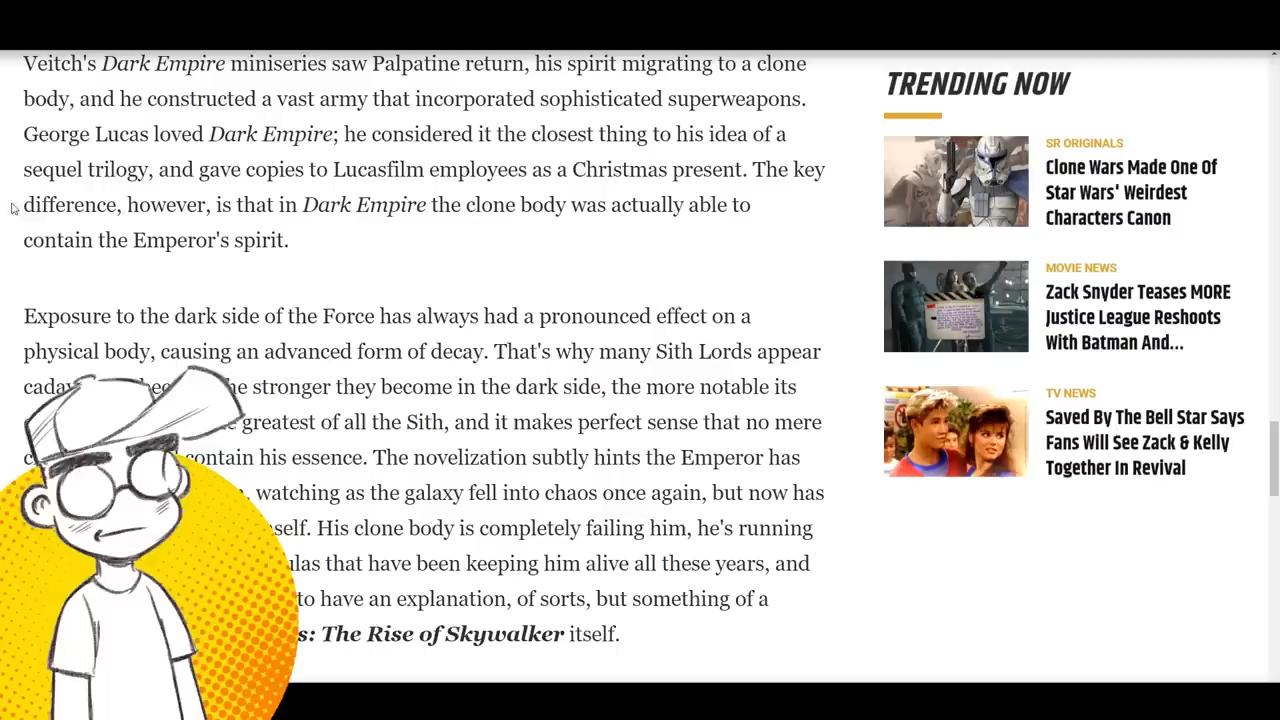 Veitch's Dark Empire miniseries saw Palpatine return, his spirit migrating to a clone
body, and he constructed a vast army that incorporated sophisticated superweapons.
George Lucas loved Dark Empire; he considered it the closest thing to his idea of a
sequel trilogy, and gave copies to Lucasfilm employees as a Christmas present. The key
difference, however, is that in Dark Empire the clone body was actually able to
contain the Emperor's spirit.
Exposure to the dark side of the Force has always had a pronounced effect on a
physical body, causing an advanced form of decay. That's why many Sith Lords appear
stronger they become in the dark side, the more notable its
greatest of all the Sith, and it makes perfect sense that no mere
contain his essence. The novelization subtly hints the Emperor has
watching as the galaxy fell into chaos once again, but now has
His clone body is completely failing him, he's running
that have been keeping him alive all these years, and
to have an explanation, of sorts, but something of a
The Rise of Skywalker itself.
TRENDING NOW
SR ORIGINALS
Clone Wars Made One Of
Star Wars' Weirdest
Characters Canon
MOVIE NEWS
Zack Snyder Teases MORE
Justice League Reshoots
With Batman And...
TV NEWS
Saved By The Bell Star Says
Fans Will See Zack & Kelly
Together In Revival